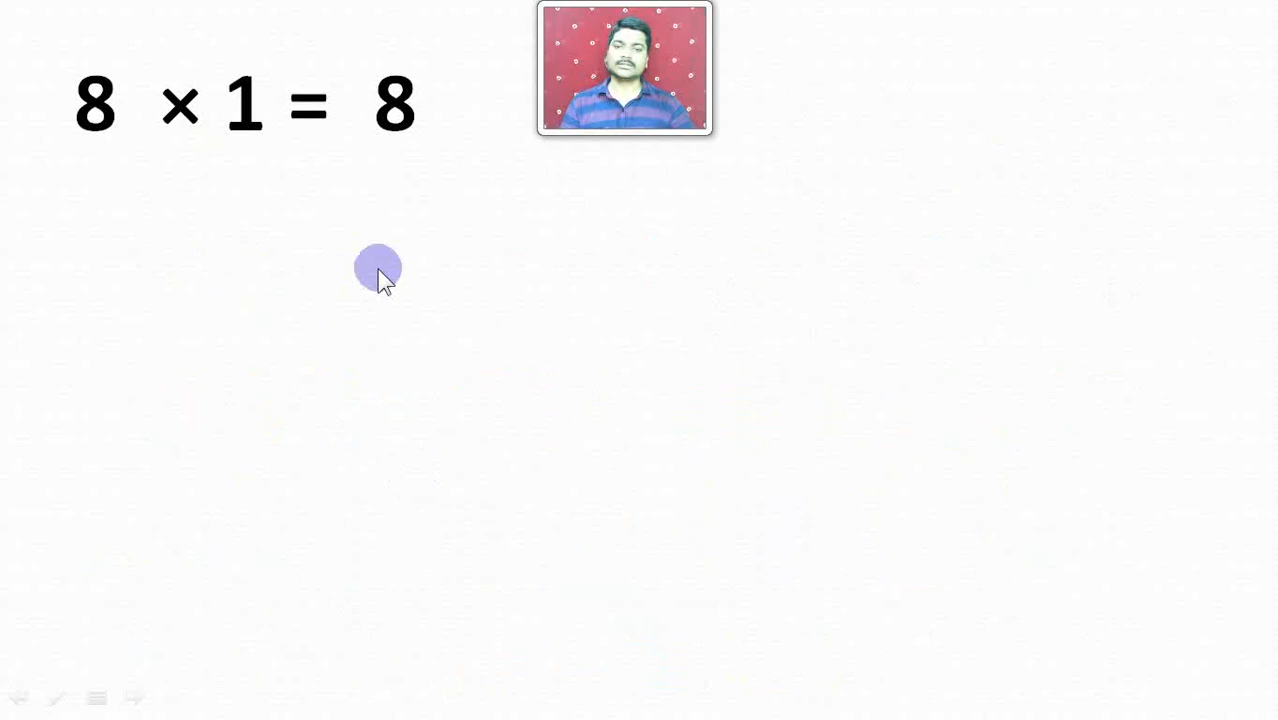 8 × 1 = 8